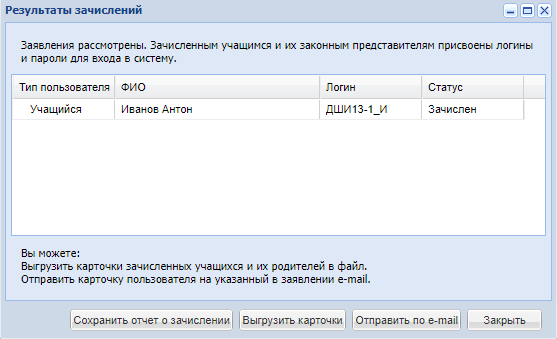 Результаты зачислений
Заявления рассмотрены. Зачисленным учащимся и их законным представителям присвоены логины
и пароли для входа в систему.
Тип пользователя ФИО Логин Статус
Учащийся Иванов Антон ДШИ13-1_И Зачислен
Вы можете:
Выгрузить карточки зачисленных учащихся и их родителей в файл.
Отправить карточку пользователя на указанный в заявлении e-mail.
Сохранить отчет о зачислении Выгрузить карточки Отправить по e-mail Закрыть